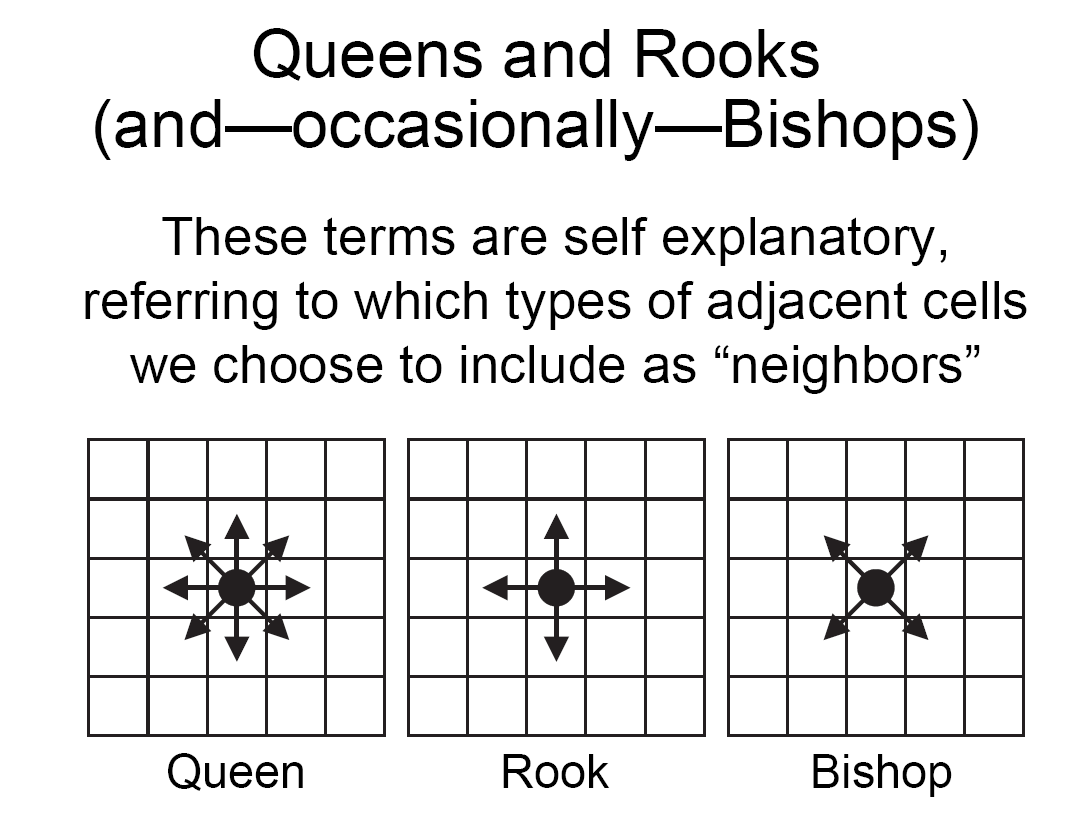 Queens and Rooks
(and—occasionally—Bishops)
These terms are self explanatory,
referring to which types of adjacent cells
we choose to include as “neighbors”
Queen
Rook
Bishop